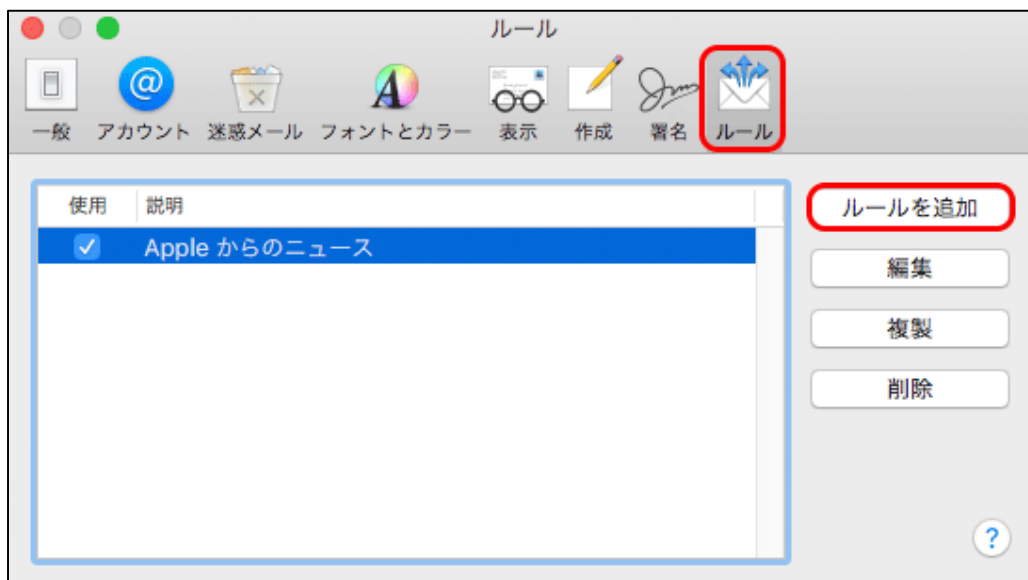 ルール
一般 アカウント 迷惑メール フォントとカラー 表示 作成 署名 ルール
使用 説明
Apple からのニュース
ルールを追加
編集
複製
削除
?